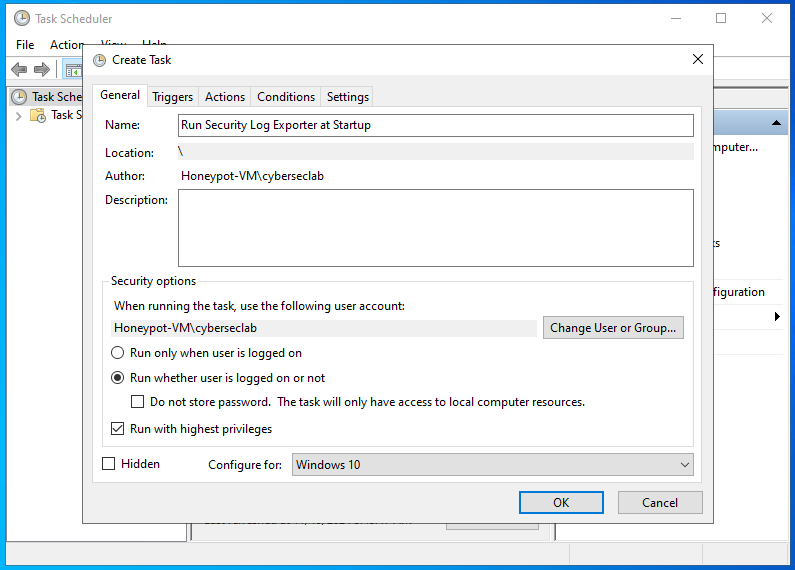 Task Scheduler
File Action View Help
Create Task
Task Sche
Task S
General Triggers Actions Conditions Settings
Name: Run Security Log Exporter at Startup
Location: \
Author: Honeypot-VM\cyberseclab
Description:
Security options
When running the task, use the following user account:
Honeypot-VM\cyberseclab Change User or Group...
Run only when user is logged on
Run whether user is logged on or not
Do not store password. The task will only have access to local computer resources.
Run with highest privileges
Hidden Configure for: Windows 10
OK Cancel
mputer...
figuration